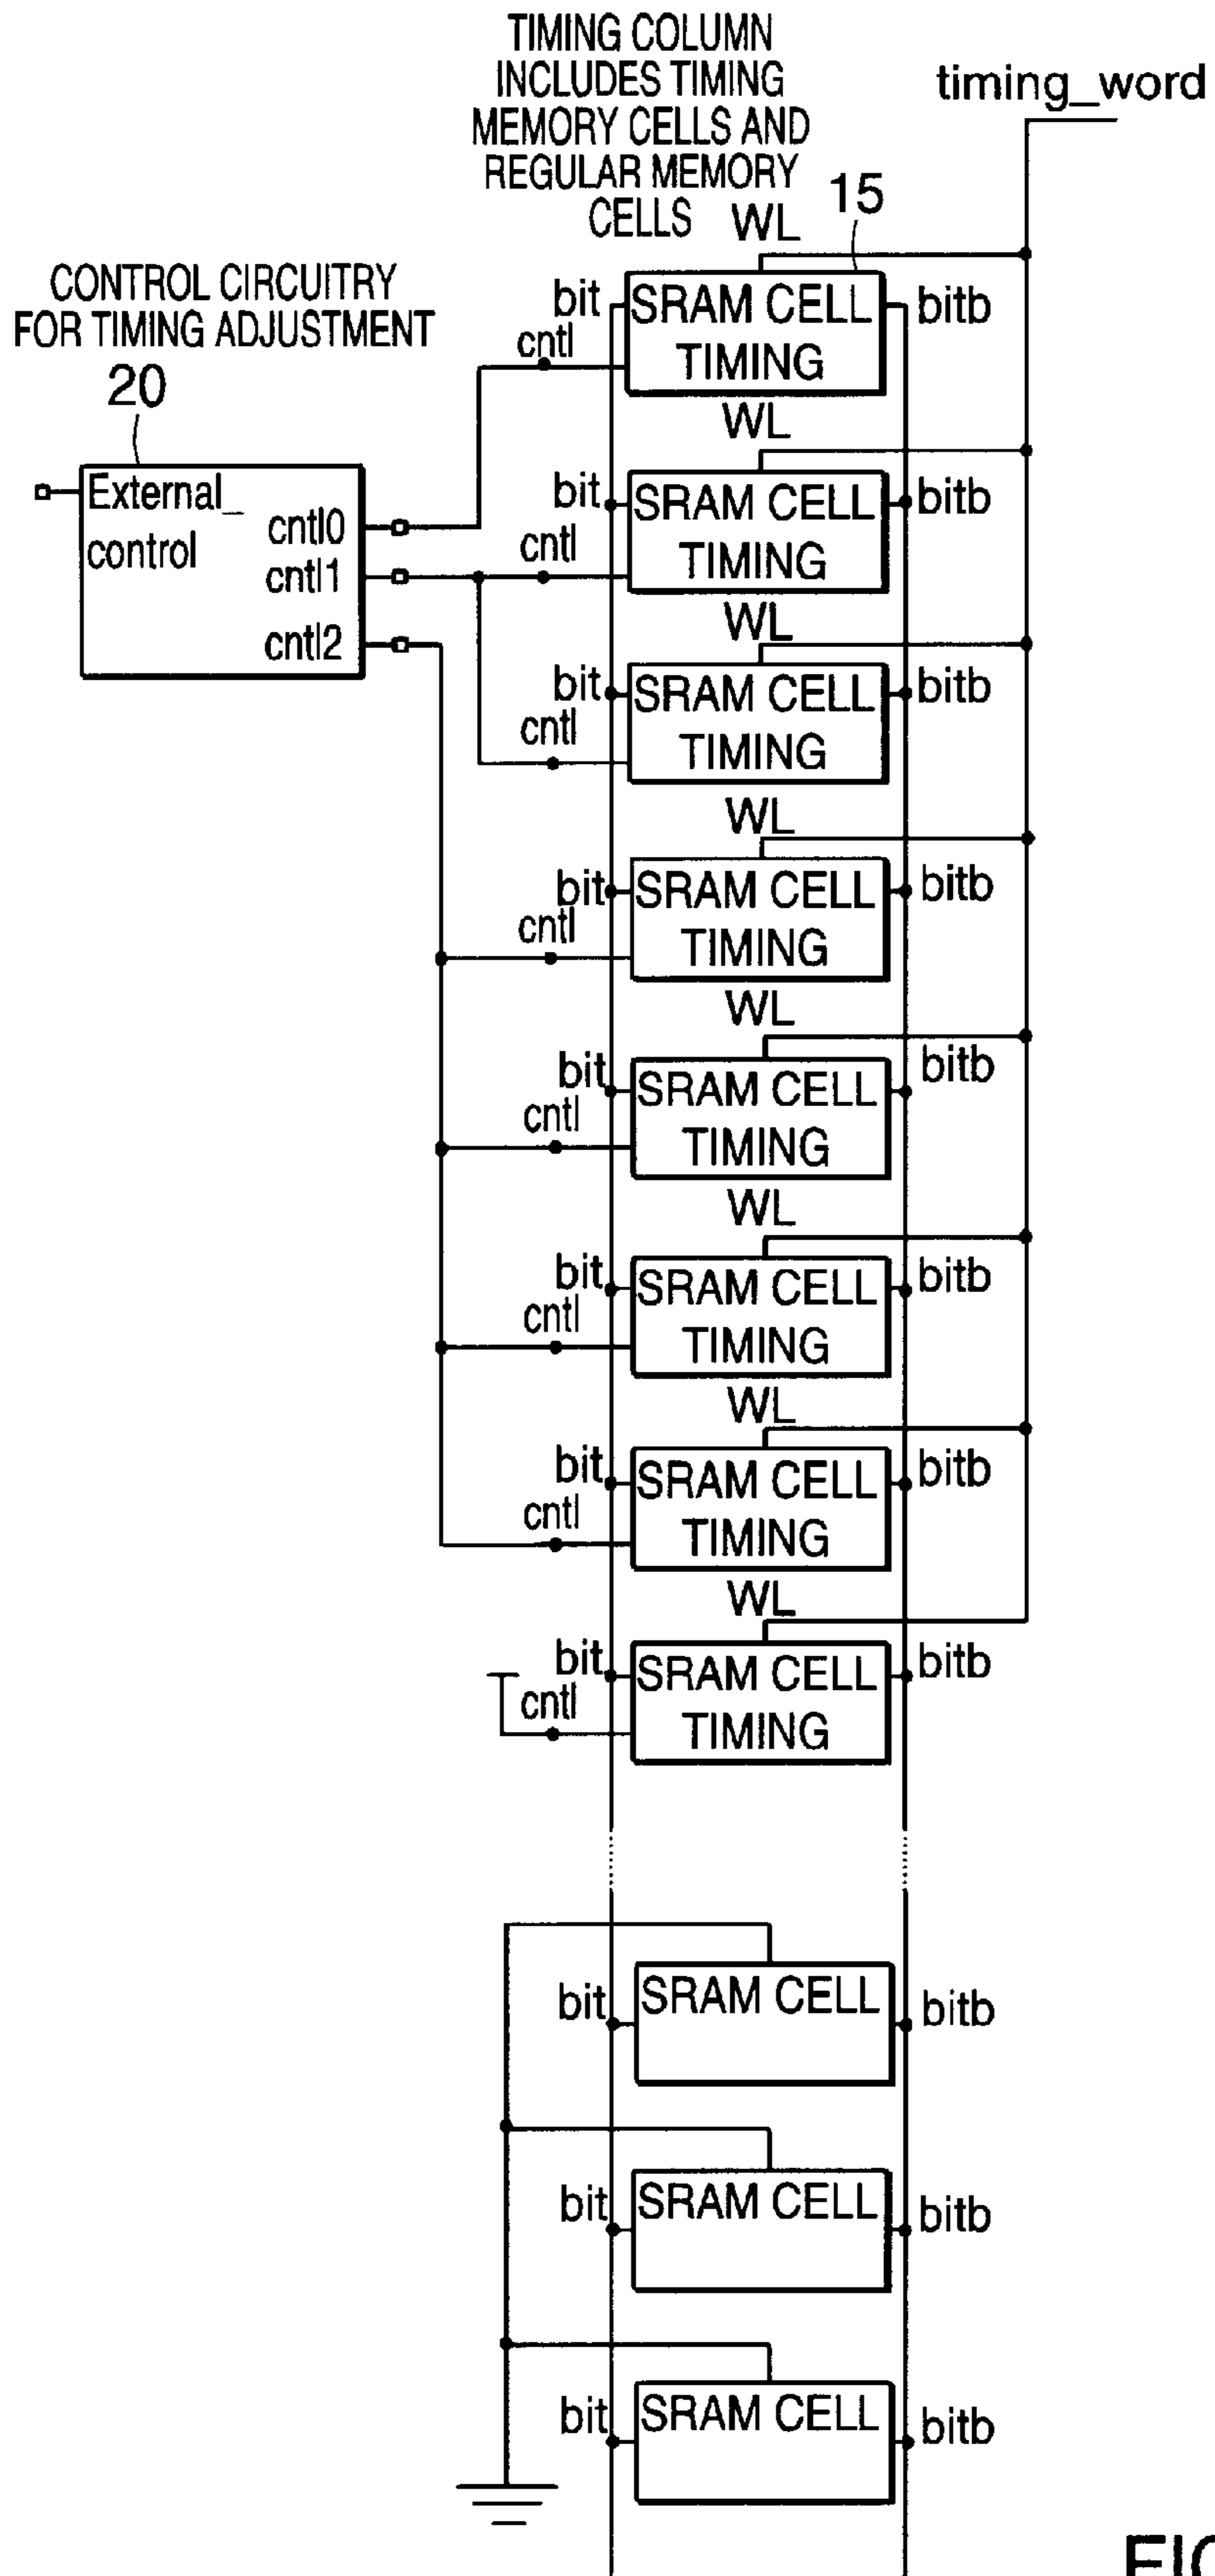 TIMING COLUMN
INCLUDES TIMING
MEMORY CELLS AND
REGULAR MEMORY
CELLS
timing_word
15
WL
CONTROL CIRCUITRY
FOR TIMING ADJUSTMENT
20
bit
SRAM CELL
bitb
cntl
TIMING
WL
External_
control
cntl0
cntl1
cntl2
bit
SRAM CELL
bitb
cntl
TIMING
WL
bit
SRAM CELL
bitb
cntl
TIMING
WL
bit
SRAM CELL
bitb
cntl
TIMING
WL
bit
SRAM CELL
bitb
cntl
TIMING
WL
bit
SRAM CELL
bitb
cntl
TIMING
WL
bit
SRAM CELL
bitb
cntl
TIMING
WL
bit
SRAM CELL
bitb
cntl
TIMING
bit
SRAM CELL
bitb
bit
SRAM CELL
bitb
bit
SRAM CELL
bitb